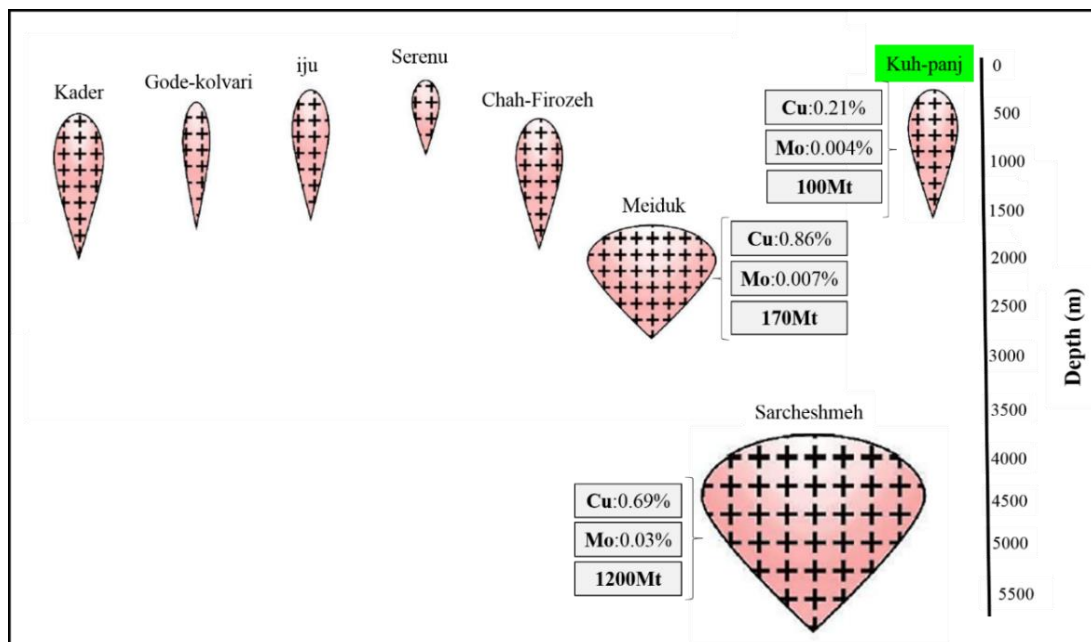 Kader
Gode-kolvari
iju
Serenu
Chah-Firozeh
Meiduk
Cu:0.86%
Mo:0.007%
170Mt
Kuh-panj
Cu:0.21%
Mo:0.004%
100Mt
Sarcheshmeh
Cu:0.69%
Mo:0.03%
1200Mt
0
500
1000
1500
2000
2500
3000
3500
4000
4500
5000
5500
Depth (m)